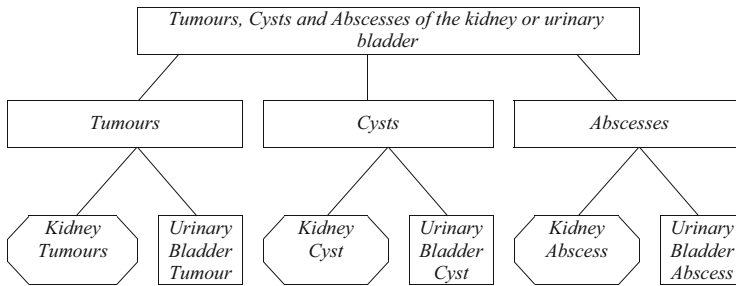 Tumours, Cysts and Abscesses of the kidney or urinary
bladder
Tumours
Cysts
Abscesses
Kidney
Tumours
Urinary
Bladder
Tumour
Kidney
Cyst
Urinary
Bladder
Cyst
Kidney
Abscess
Urinary
Bladder
Abscess